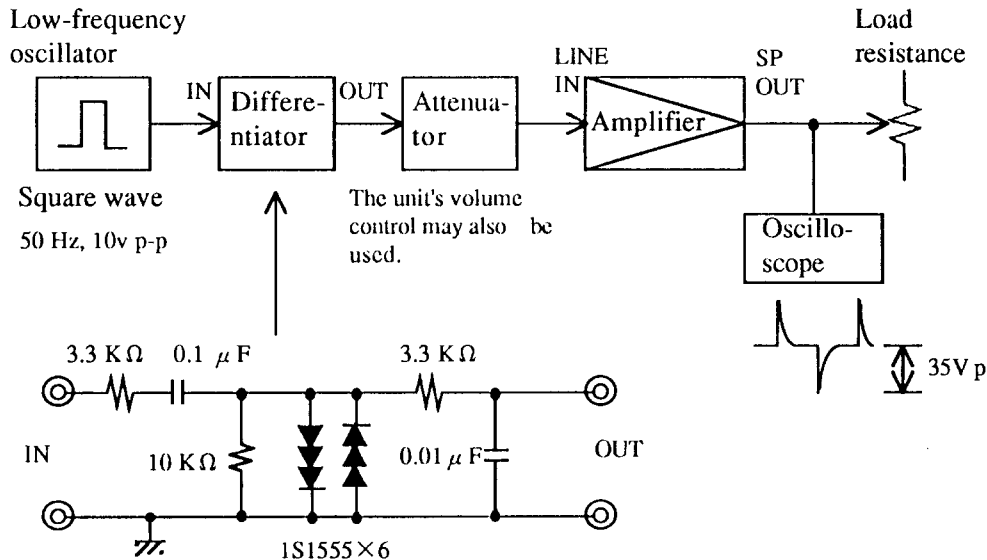 Low-frequency
oscillator
IN
Differe-
ntiator
OUT
Attenua-
tor
LINE
IN
Amplifier
SP
OUT
Load
resistance
Square wave
50 Hz, 10v p-p
The unit's volume
control may also be
used.
Oscillo-
scope
35V p
3.3 KΩ
0.1 μF
3.3 KΩ
IN
10 KΩ
0.01 μF
OUT
1S1555×6